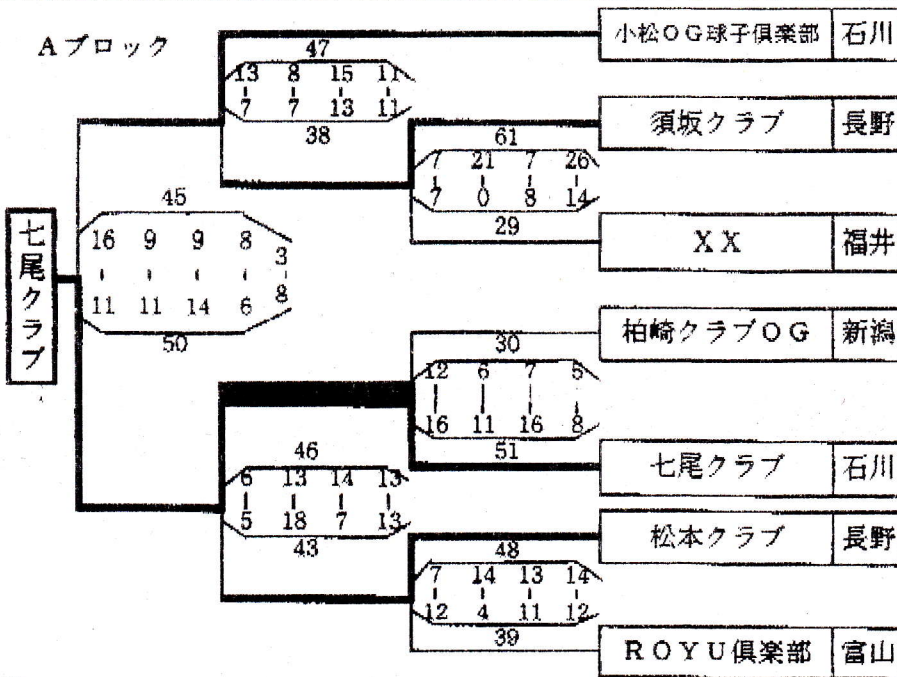 Aブロック
小松OG球子倶楽部 石川
47
13 8 15 11
7 7 13 11
38
須坂クラブ 長野
61
7 21 7 26
7 0 8 14
29
XX 福井
45
16 9 9 8 3
11 11 14 6 8
50
七尾クラブ
柏崎クラブOG 新潟
30
12 6 7 5
16 11 16 8
51
七尾クラブ 石川
46
6 13 14 13
5 18 7 13
43
松本クラブ 長野
48
7 14 13 14
12 4 11 12
39
ROYU倶楽部 富山